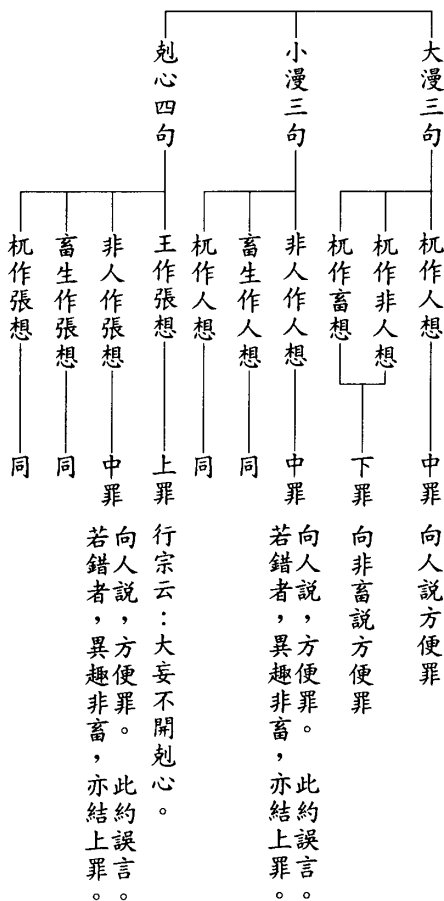 大漫三句
杌作人想
中罪
向人說方便罪
杌作非人想
杌作畜想
下罪
向非畜說方便罪
小漫三句
非人作人想
中罪
向人說，方便罪。　此約誤言。
若錯者，異趣非畜，亦結上罪。
畜生作人想
同
杌作人想
同
剋心四句
王作張想
上罪
行宗云：大妄不開剋心。
非人作張想
中罪
向人說，方便罪。　此約誤言。
若錯者，異趣非畜，亦結上罪。
畜生作張想
同
杌作張想
同